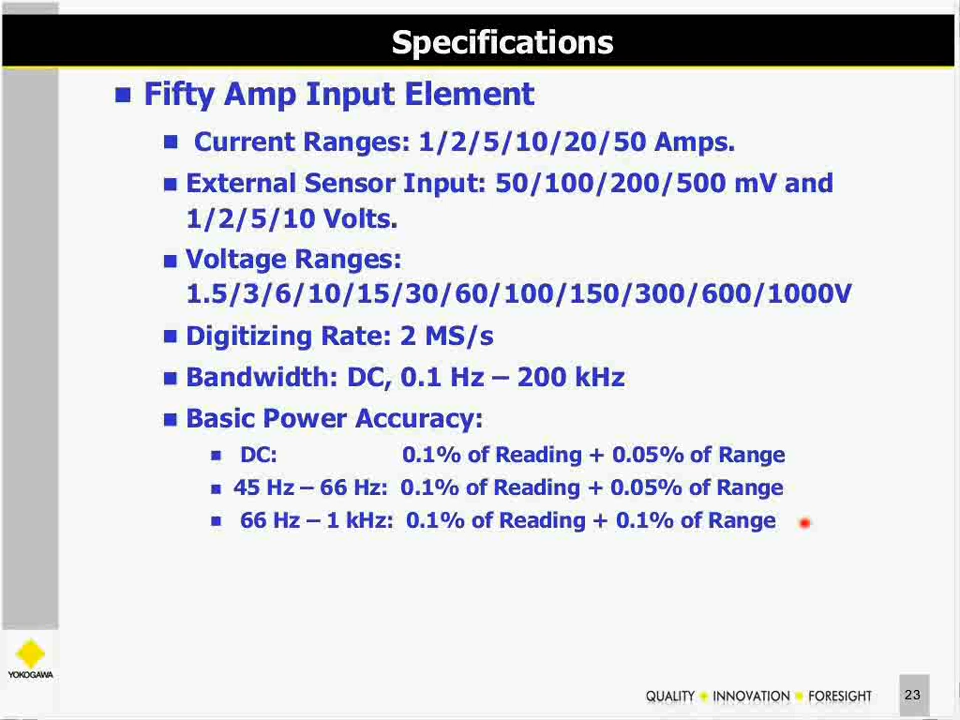 Specifications
Fifty Amp Input Element
Current Ranges: 1/2/5/10/20/50 Amps.
External Sensor Input: 50/100/200/500 mV and
1/2/5/10 Volts.
Voltage Ranges:
1.5/3/6/10/15/30/60/100/150/300/600/1000V
Digitizing Rate: 2 MS/s
Bandwidth: DC, 0.1 Hz – 200 kHz
Basic Power Accuracy:
DC: 0.1% of Reading + 0.05% of Range
45 Hz – 66 Hz: 0.1% of Reading + 0.05% of Range
66 Hz – 1 kHz: 0.1% of Reading + 0.1% of Range
YOKOGAWA
QUALITY INNOVATION FORESIGHT
23